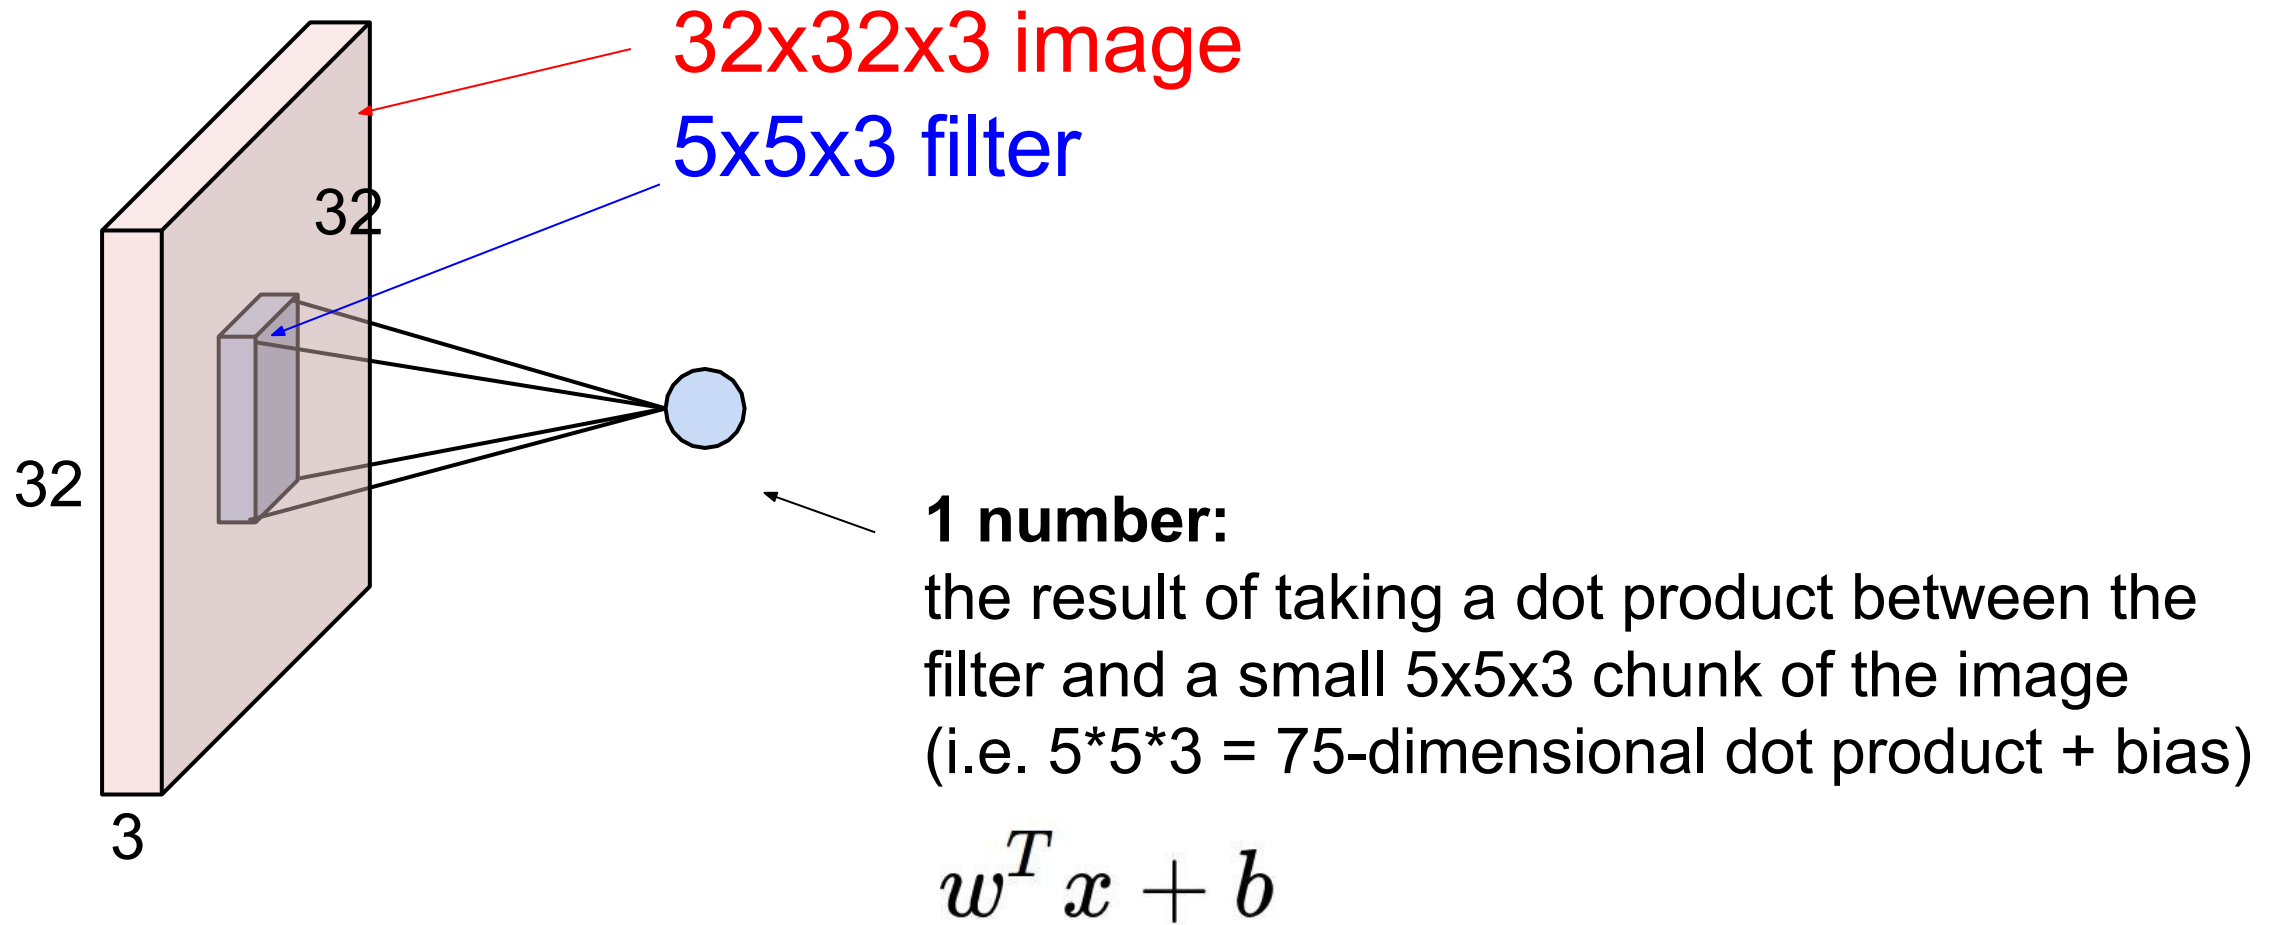 32x32x3 image
5x5x3 filter
32
32
1 number:
the result of taking a dot product between the
filter and a small 5x5x3 chunk of the image
(i.e. 5*5*3 = 75-dimensional dot product + bias)
3
$w^T x + b$